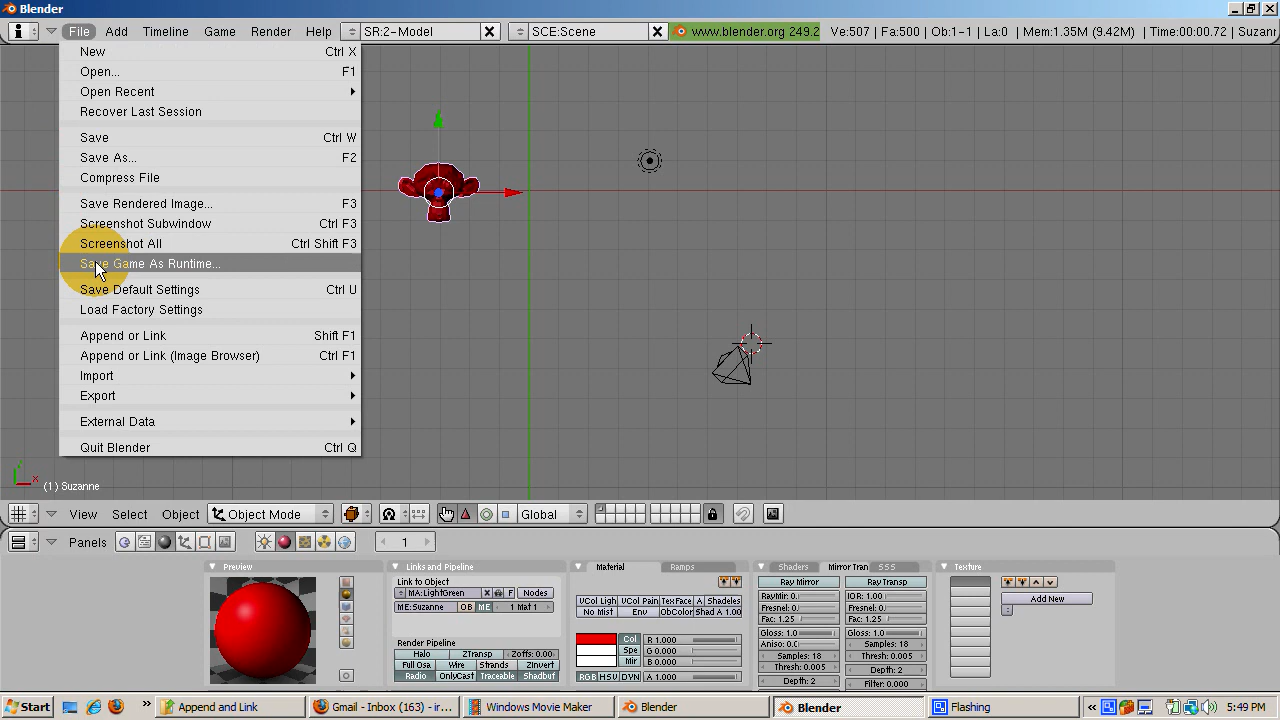 Blender
File Add Timeline Game Render Help SR:2-Model SCE:Scene www.blender.org 249.2 Ve:507 | Fa:500 | Ob:4-1 | La:0 | Mem:1.35M (9.42M) | Time:00:00.72 | Suzani
New Ctrl X
Open... F1
Open Recent
Recover Last Session
Save Ctrl W
Save As... F2
Compress File
Save Rendered Image... F3
Screenshot Subwindow Ctrl F3
Screenshot All Ctrl Shift F3
Save Game As Runtime...
Save Default Settings Ctrl U
Load Factory Settings
Append or Link Shift F1
Append or Link (Image Browser) Ctrl F1
Import
Export
External Data
Quit Blender Ctrl Q
(1) Suzanne
View Select Object Object Mode Global
Panels 1
Preview
Links and Pipeline
Link to Object
MA:LightGreen F Nodes
ME:Suzanne OB ME 1 Mat 1
Render Pipeline
Halo ZTransp Zoffs: 0.00
Full Osa Wire Strands ZInvert
Radio OnlyCast Traceable Shadbuf
Material Ramps
VCol Ligh VCol Pain TexFace A Shadeles
No Mist Env ObColor Shad A 1.00
Col R 1.000
Spe G 0.000
Mir B 0.000
RGB HSV DYN A 1.000
Shaders Mirror Tran SSS
Ray Mirror Ray Transp
RayMir: 0. IOR: 1.00
Fresnel: 0. Fresnel: 0.
Fac: 1.25 Fac: 1.25
Gloss: 1.0 Gloss: 1.0
Aniso: 0.0 Samples: 18
Samples: 18 Thresh: 0.005
Thresh: 0.005 Depth: 2
Depth: 2 Filter: 0.000
Texture
Add New
Start Append and Link Gmail - Inbox (163) - ir... Windows Movie Maker Blender Blender Flashing 5:49 PM